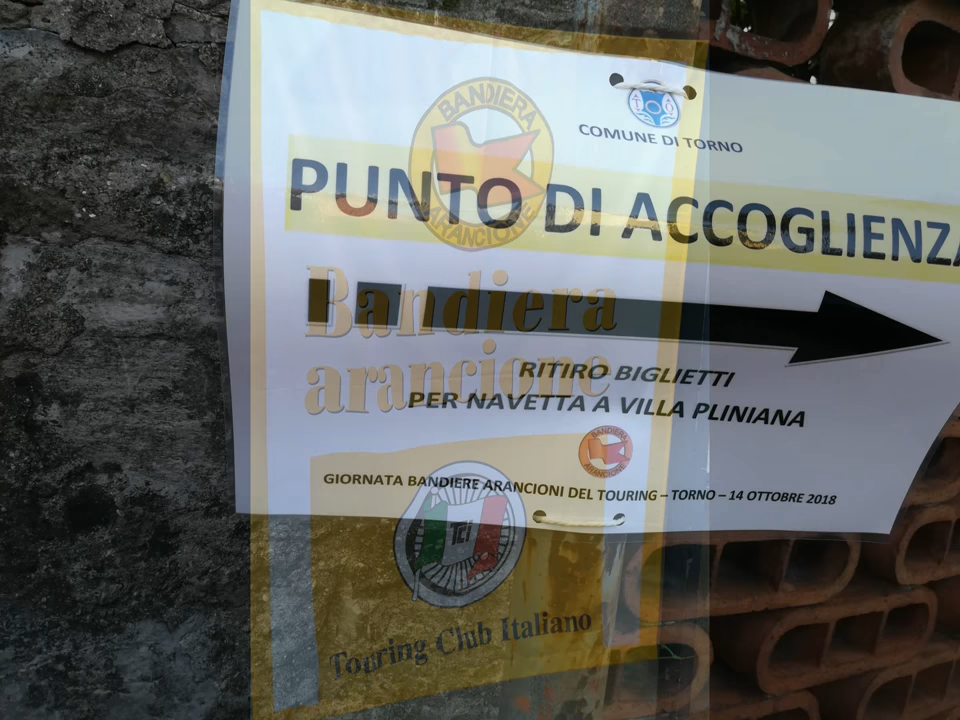 BANDIERA
ARANCIONE
COMUNE DI TORNO
PUNTO DI ACCOGLIENZA
Bandiera
arancione
RITIRO BIGLIETTI
PER NAVETTA A VILLA PLINIANA
BANDIERA
ARANCIONE
GIORNATA BANDIERE ARANCIONI DEL TOURING – TORNO – 14 OTTOBRE 2018
TCI
Touring Club Italiano